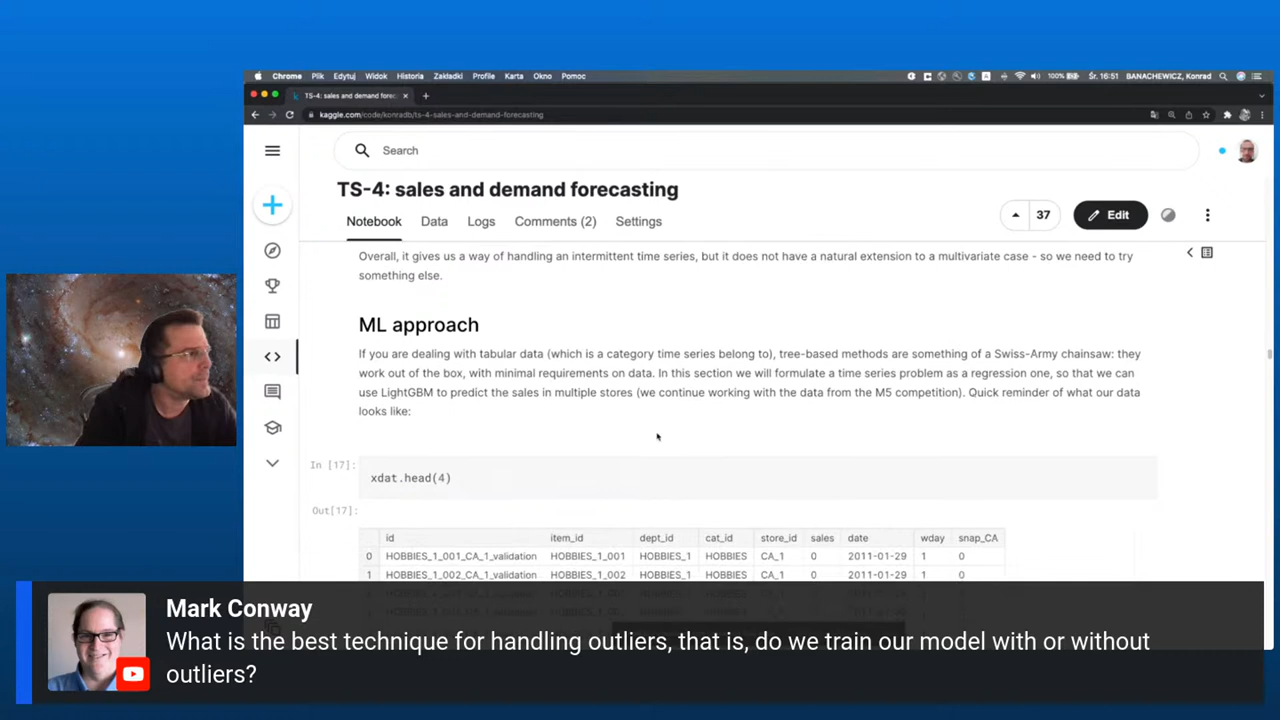 Chrome Plik Edytuj Widok Historia Zakładki Profile Karta Okno Pomoc
100% Śr. 16:51 BANACHEWICZ, Konrad
TS-4: sales and demand forec
kaggle.com/code/konradb/ts-4-sales-and-demand-forecasting
Search
TS-4: sales and demand forecasting
Notebook Data Logs Comments (2) Settings
37
Edit
Overall, it gives us a way of handling an intermittent time series, but it does not have a natural extension to a multivariate case - so we need to try
something else.
ML approach
If you are dealing with tabular data (which is a category time series belong to), tree-based methods are something of a Swiss-Army chainsaw: they
work out of the box, with minimal requirements on data. In this section we will formulate a time series problem as a regression one, so that we can
use LightGBM to predict the sales in multiple stores (we continue working with the data from the M5 competition). Quick reminder of what our data
looks like:
In [17]:
xdat.head(4)
Out[17]:
id item_id dept_id cat_id store_id sales date wday snap_CA
0 HOBBIES_1_001_CA_1_validation HOBBIES_1_001 HOBBIES_1 HOBBIES CA_1 0 2011-01-29 1 0
1 HOBBIES_1_002_CA_1_validation HOBBIES_1_002 HOBBIES_1 HOBBIES CA_1 0 2011-01-29 1 0
Mark Conway
What is the best technique for handling outliers, that is, do we train our model with or without
outliers?